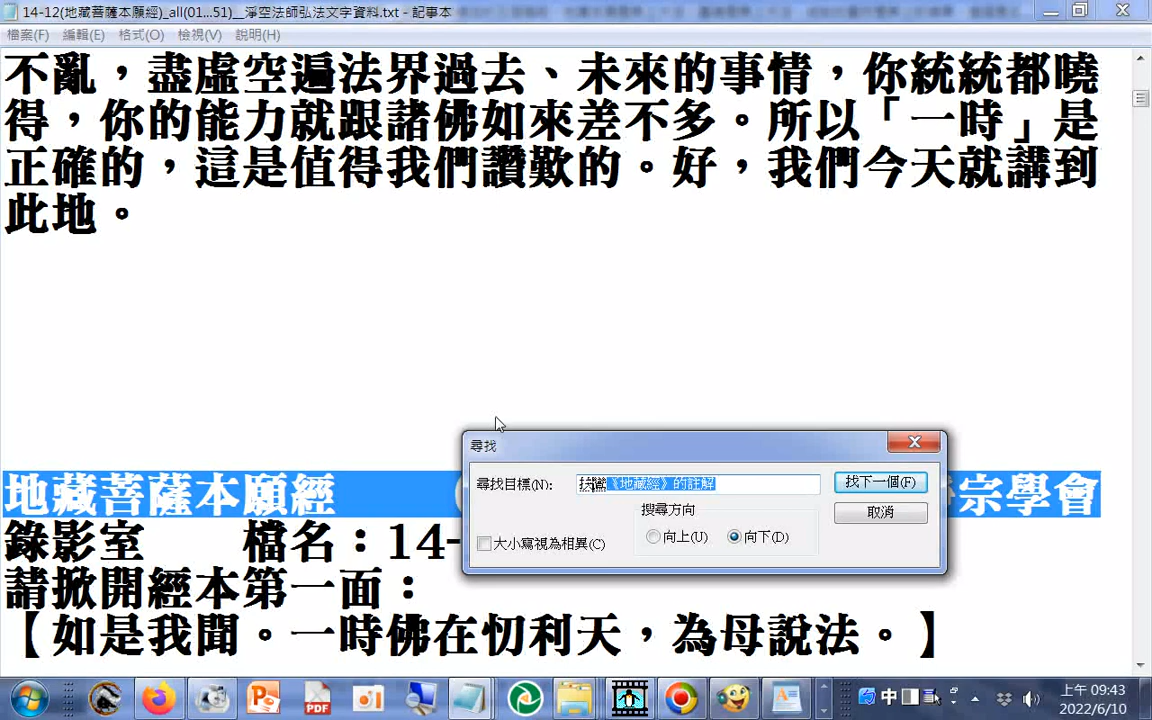 14-12(地藏菩薩本願經)_all(01...51)__淨空法師弘法文字資料.txt - 記事本
檔案(F) 編輯(E) 格式(O) 檢視(V) 說明(H)
不亂，盡虛空遍法界過去、未來的事情，你統統都曉
得，你的能力就跟諸佛如來差不多。所以「一時」是
正確的，這是值得我們讚歎的。好，我們今天就講到
此地。
地藏菩薩本願經 宗學會
錄影室 檔名：14-
請掀開經本第一面：
【如是我聞。一時佛在忉利天，為母說法。】
尋找
尋找目標(N): 《地藏經》的註解
找下一個(F)
搜尋方向
取消
向上(U) 向下(D)
大小寫視為相異(C)
中
上午 09:43
2022/6/10